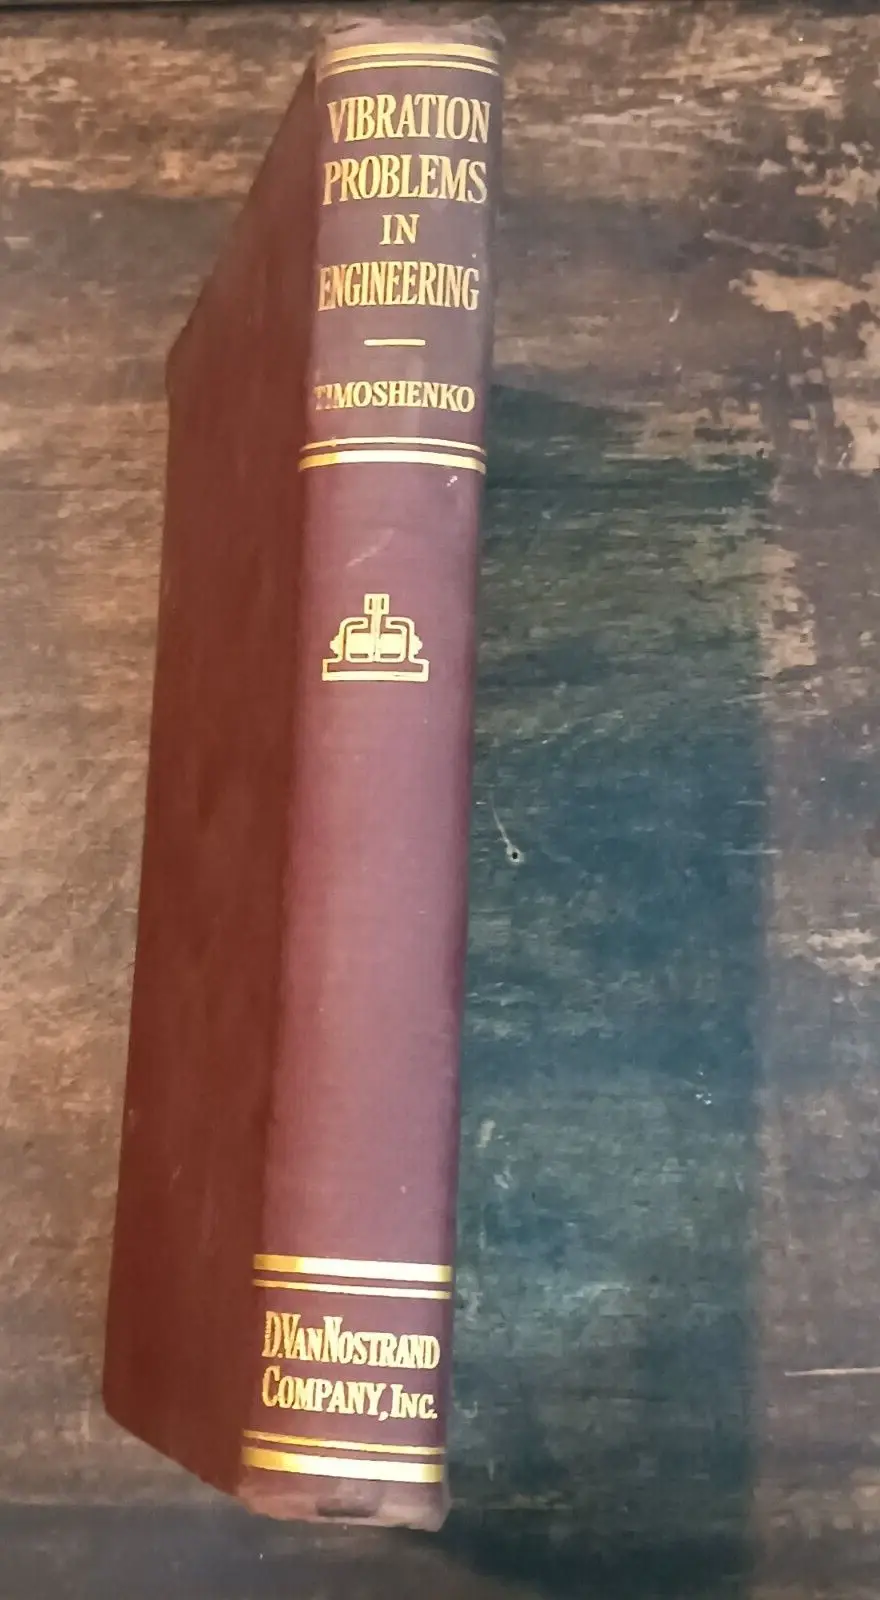 VIBRATION
PROBLEMS
IN
ENGINEERING
TIMOSHENKO
D. VAN NOSTRAND
COMPANY, INC.